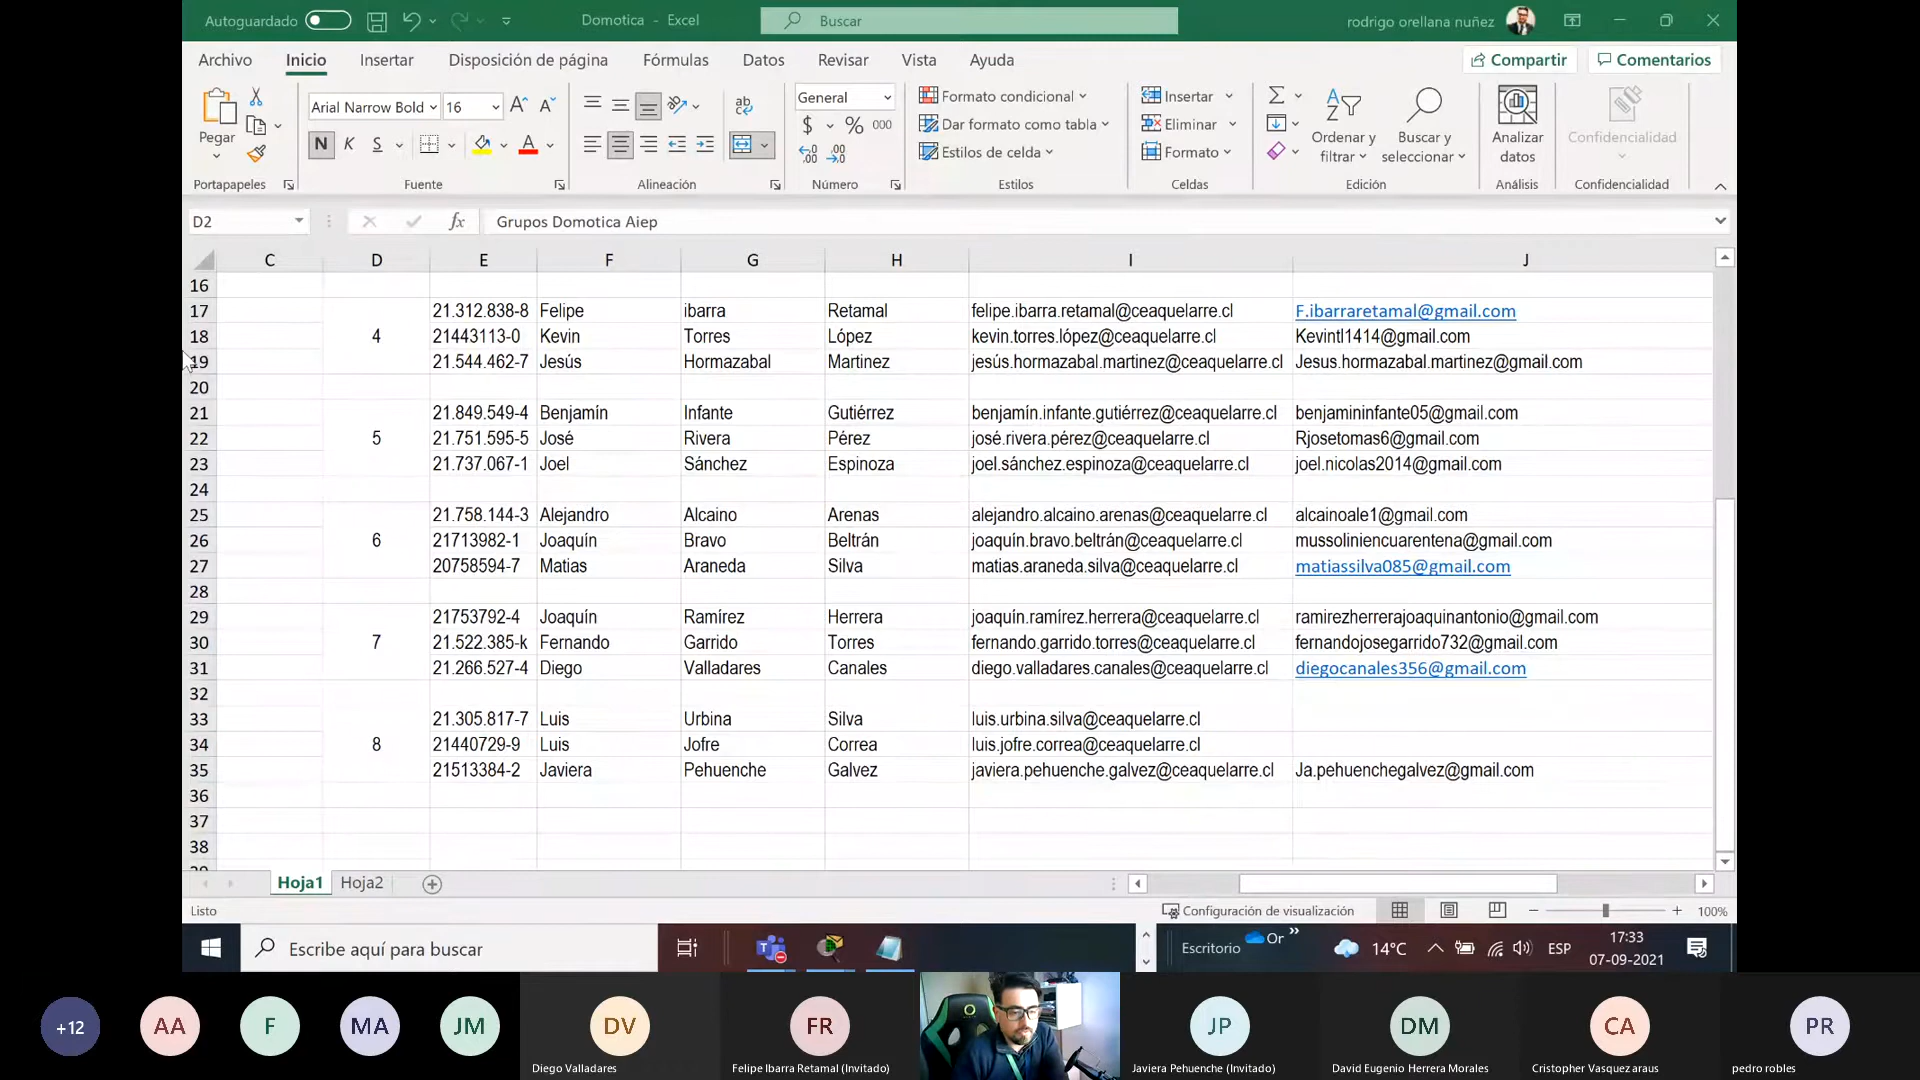 Autoguardado
Domotica - Excel
Buscar
rodrigo orellana nuñez
Archivo Inicio Insertar Disposición de página Fórmulas Datos Revisar Vista Ayuda Compartir Comentarios
Pegar
Arial Narrow Bold 16
N K S
General
$ % 000
Formato condicional
Dar formato como tabla
Estilos de celda
Insertar
Eliminar
Formato
Ordenar y filtrar
Buscar y seleccionar
Analizar datos
Confidencialidad
Portapapeles Fuente Alineación Número Estilos Celdas Edición Análisis Confidencialidad
D2 fx Grupos Domotica Aiep
C D E F G H I J
16
17 21.312.838-8 Felipe ibarra Retamal felipe.ibarra.retamal@ceaquelarre.cl F.ibarraretamal@gmail.com
18 4 21443113-0 Kevin Torres López kevin.torres.lópez@ceaquelarre.cl Kevintl1414@gmail.com
19 21.544.462-7 Jesús Hormazabal Martinez jesús.hormazabal.martinez@ceaquelarre.cl Jesus.hormazabal.martinez@gmail.com
20
21 21.849.549-4 Benjamín Infante Gutiérrez benjamín.infante.gutiérrez@ceaquelarre.cl benjamininfante05@gmail.com
22 5 21.751.595-5 José Rivera Pérez josé.rivera.pérez@ceaquelarre.cl Rjosetomas6@gmail.com
23 21.737.067-1 Joel Sánchez Espinoza joel.sánchez.espinoza@ceaquelarre.cl joel.nicolas2014@gmail.com
24
25 21.758.144-3 Alejandro Alcaino Arenas alejandro.alcaino.arenas@ceaquelarre.cl alcainoale1@gmail.com
26 6 21713982-1 Joaquín Bravo Beltrán joaquín.bravo.beltrán@ceaquelarre.cl mussoliniencuarentena@gmail.com
27 20758594-7 Matias Araneda Silva matias.araneda.silva@ceaquelarre.cl matiassilva085@gmail.com
28
29 21753792-4 Joaquín Ramírez Herrera joaquín.ramírez.herrera@ceaquelarre.cl ramirezherrerajoaquinantonio@gmail.com
30 7 21.522.385-k Fernando Garrido Torres fernando.garrido.torres@ceaquelarre.cl fernandojosegarrido732@gmail.com
31 21.266.527-4 Diego Valladares Canales diego.valladares.canales@ceaquelarre.cl diegocanales356@gmail.com
32
33 21.305.817-7 Luis Urbina Silva luis.urbina.silva@ceaquelarre.cl
34 8 21440729-9 Luis Jofre Correa luis.jofre.correa@ceaquelarre.cl
35 21513384-2 Javiera Pehuenche Galvez javiera.pehuenche.galvez@ceaquelarre.cl Ja.pehuenchegalvez@gmail.com
36
37
38
Hoja1 Hoja2
Listo
Configuración de visualización
100%
Escribe aquí para buscar
Escritorio
Or
14°C
ESP
17:33
07-09-2021
+12 AA F MA JM DV FR JP DM CA PR
Diego Valladares
Felipe Ibarra Retamal (Invitado)
Javiera Pehuenche (Invitado)
David Eugenio Herrera Morales
Cristopher Vasquez araus
pedro robles